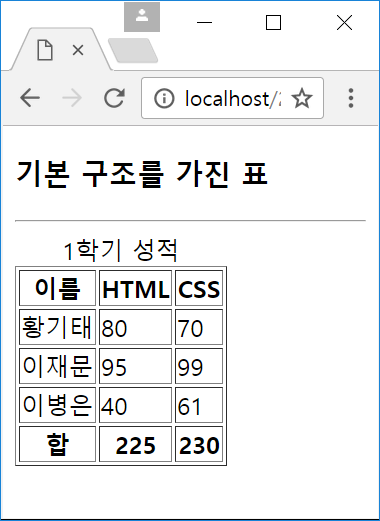 localhost/2
기본 구조를 가진 표
1학기 성적
이름 HTML CSS
황기태 80 70
이재문 95 99
이병은 40 61
합 225 230